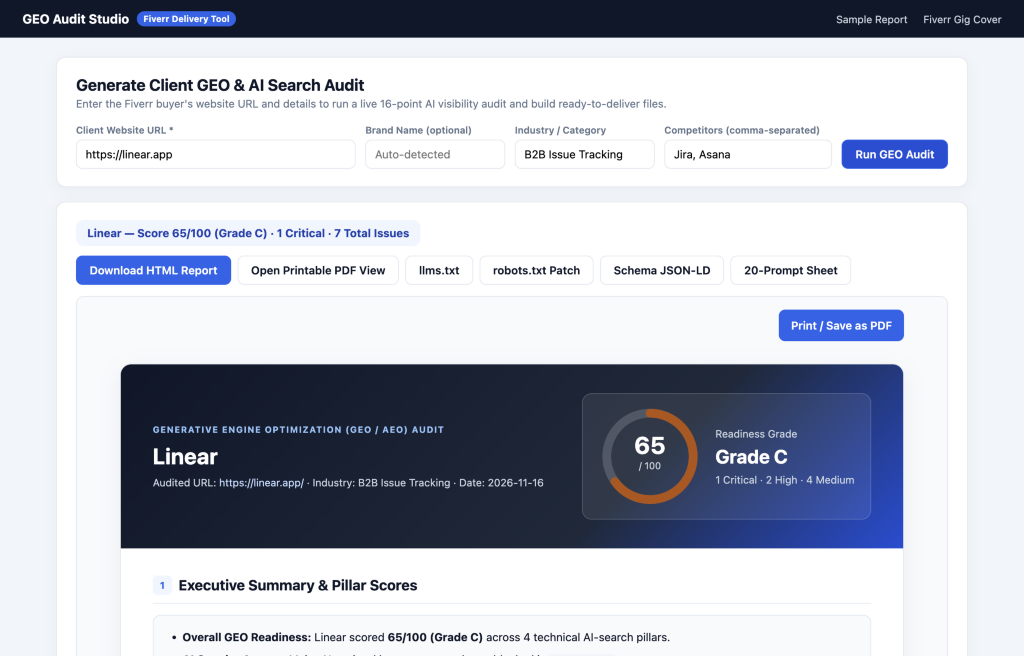 GEO Audit Studio Fiverr Delivery Tool Sample Report Fiverr Gig Cover
Generate Client GEO & AI Search Audit
Enter the Fiverr buyer's website URL and details to run a live 16-point AI visibility audit and build ready-to-deliver files.
Client Website URL * Brand Name (optional) Industry / Category Competitors (comma-separated)
https://linear.app Auto-detected B2B Issue Tracking Jira, Asana Run GEO Audit
Linear — Score 65/100 (Grade C) · 1 Critical · 7 Total Issues
Download HTML Report Open Printable PDF View llms.txt robots.txt Patch Schema JSON-LD 20-Prompt Sheet
Print / Save as PDF
GENERATIVE ENGINE OPTIMIZATION (GEO / AEO) AUDIT
Linear
Audited URL: https://linear.app/ · Industry: B2B Issue Tracking · Date: 2026-11-16
65
/ 100
Readiness Grade
Grade C
1 Critical · 2 High · 4 Medium
1 Executive Summary & Pillar Scores
• Overall GEO Readiness: Linear scored 65/100 (Grade C) across 4 technical AI-search pillars.